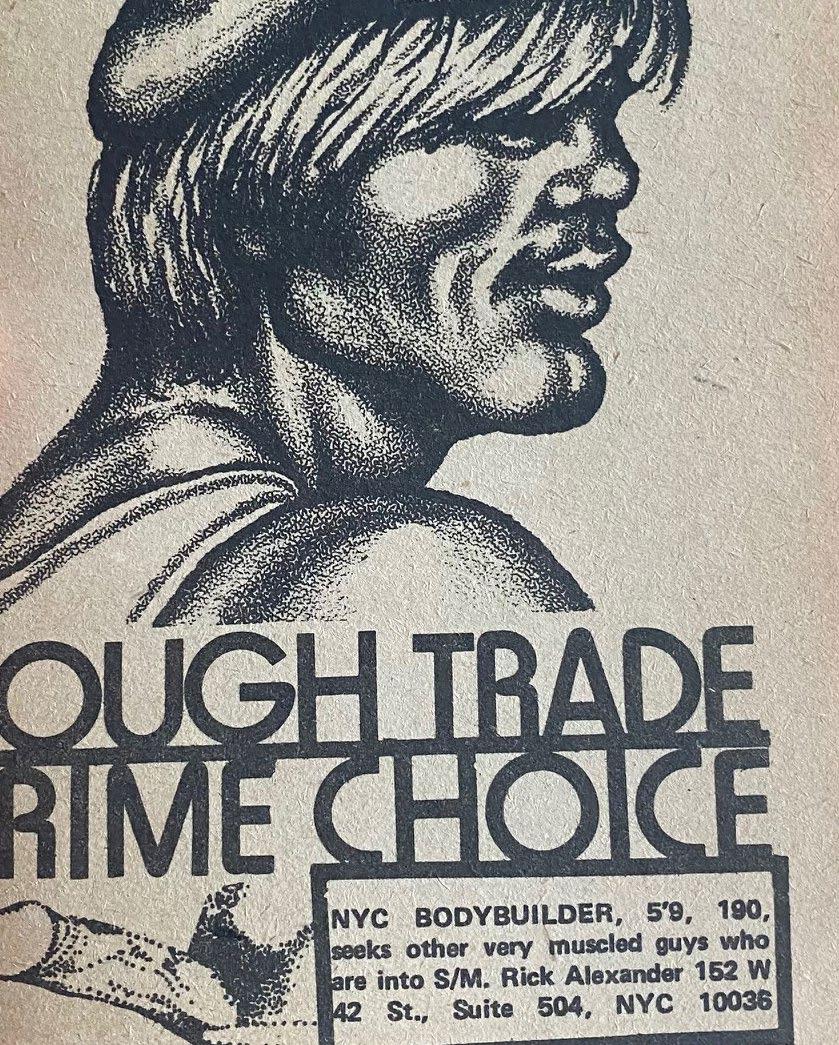 OUGH TRADE
RIME CHOICE
NYC BODYBUILDER, 5'9, 190,
seeks other very muscled guys who
are into S/M. Rick Alexander 152 W
42 St., Suite 504, NYC 10036